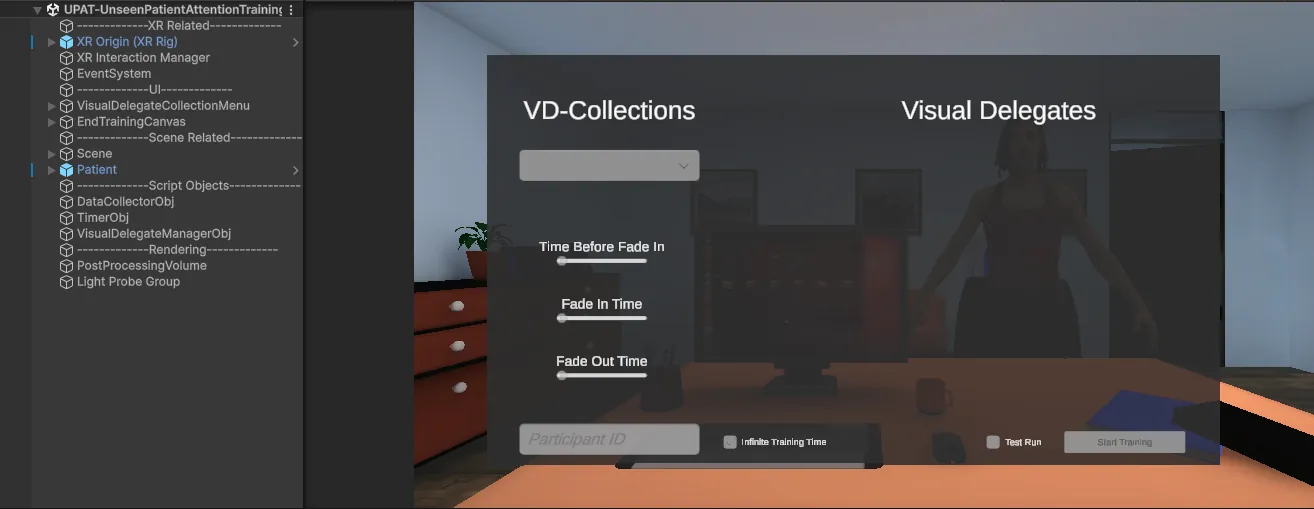 UPAT-UnseenPatientAttentionTraining
-------------XR Related-------------
XR Origin (XR Rig)
XR Interaction Manager
EventSystem
-------------UI-------------
VisualDelegateCollectionMenu
EndTrainingCanvas
-------------Scene Related-------------
Scene
Patient
-------------Script Objects-------------
DataCollectorObj
TimerObj
VisualDelegateManagerObj
-------------Rendering-------------
PostProcessingVolume
Light Probe Group
VD-Collections
Visual Delegates
Time Before Fade In
Fade In Time
Fade Out Time
Participant ID
Infinite Training Time
Test Run
Start Training